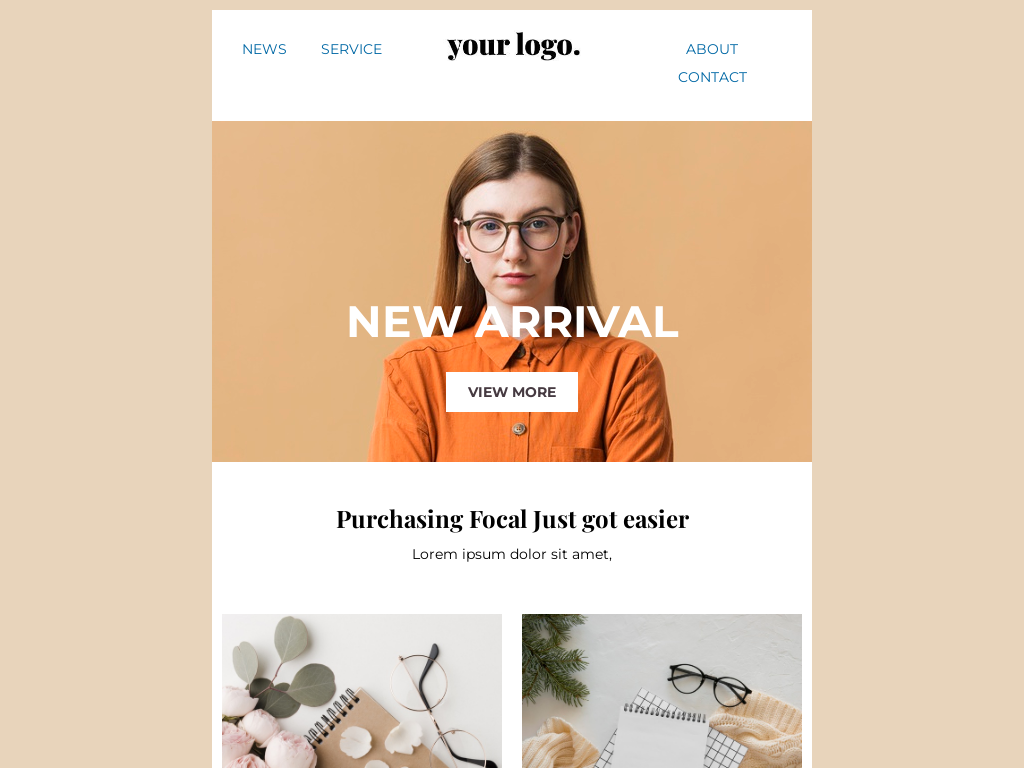 NEWS SERVICE
your logo.
ABOUT
CONTACT
NEW ARRIVAL
VIEW MORE
Purchasing Focal Just got easier
Lorem ipsum dolor sit amet,